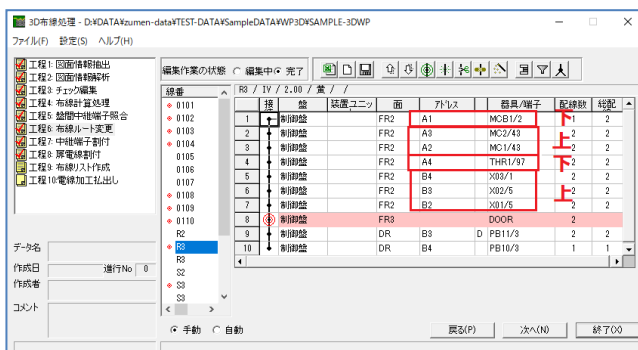 3D布線処理 - D:¥DATA¥zumen-data¥TEST-DATA¥SampleDATA¥WP3D¥SAMPLE-3DWP
ファイル(F) 設定(S) ヘルプ(H)
工程1: 図面情報抽出
工程2: 図面情報解析
工程3: チェック編集
工程4: 布線計算処理
工程5: 盤間中継端子照合
工程6: 布線ルート変更
工程7: 中継端子割付
工程8: 原電線割付
工程9: 布線リスト作成
工程10:電線加工払出し
編集作業の状態 編集中 完了
線番
0101
0102
0103
0104
0105
0106
0107
0108
0109
0110
R2
R3
R3
S2
S3
S3
R3 / IV / 2.00 / 黄 / /
接 盤 装置ユニッ 面 アドレス 器具/端子 配線数 総配
1 制御盤 FR2 A1 MCB1/2 下 1 2
2 制御盤 FR2 A3 MC2/43 2 2
3 制御盤 FR2 A2 MC1/43 上 2 2
4 制御盤 FR2 A4 THR1/97 下 2 2
5 制御盤 FR2 B4 X03/1 2 2
6 制御盤 FR2 B3 X02/5 上 2 2
7 制御盤 FR2 B2 X01/5 2 2
8 制御盤 FR3 DOOR 2
9 制御盤 DR B3 D PB11/3 2 2
10 制御盤 DR B4 PB10/3 1 1
データ名
作成日 進行No 0
作成者
コメント
手動 自動
戻る(P) 次へ(N) 終了(X)